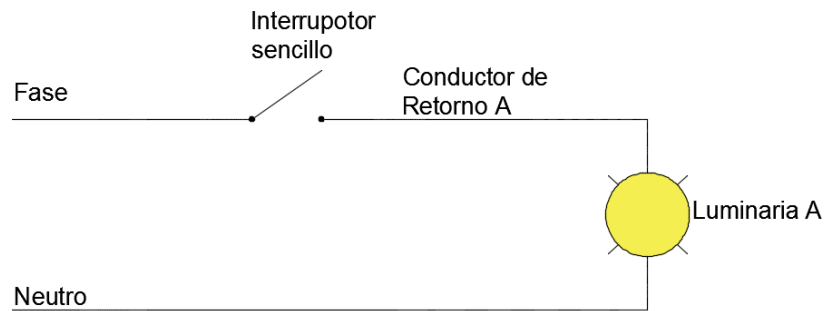 Interrupotor
sencillo
Fase
Conductor de
Retorno A
Luminaria A
Neutro